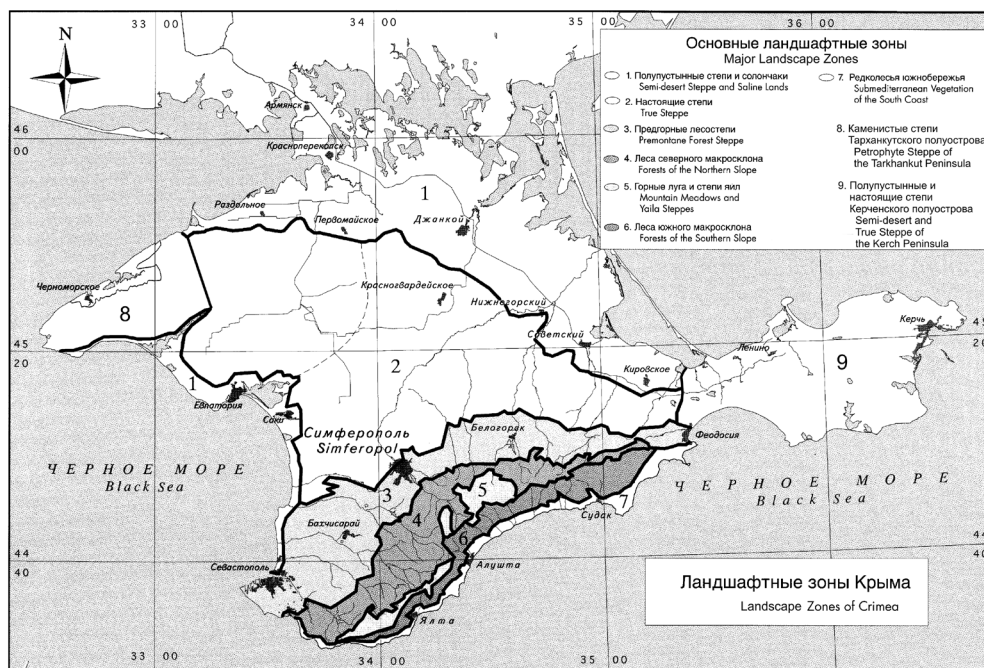 33 00
34 00
35 00
36 00
N
Основные ландшафтные зоны
Major Landscape Zones
1. Полупустынные степи и солончаки
Semi-desert Steppe and Saline Lands
2. Настоящие степи
True Steppe
3. Предгорные лесостепи
Premontane Forest Steppe
4. Леса северного макросклона
Forests of the Northern Slope
5. Горные луга и степи яил
Mountain Meadows and
Yaila Steppes
6. Леса южного макросклона
Forests of the Southern Slope
7. Редколесья южнобережья
Submediterranean Vegetation
of the South Coast
8. Каменистые степи
Тарханкутского полуострова
Petrophyte Steppe of
the Tarkhankut Peninsula
9. Полупустынные и
настоящие степи
Керченского полуострова
Semi-desert and
True Steppe of
the Kerch Peninsula
Армянск
46
00
Красноперекопск
1
Раздольное
Первомайское
Джанкой
Черноморское
8
Красногвардейское
Нижнегорский
Советский
Керчь
45
20
49
20
Ленино
2
9
Кировское
1
Евпатория
Саки
Белогорск
Феодосия
Симферополь
Simferopol
ЧЕРНОЕ МОРЕ
Black Sea
ЧЕРНОЕ МОРЕ
Black Sea
3
4
5
6
7
Судак
Бахчисарай
44
40
44
40
Севастополь
Алушта
Ялта
Ландшафтные зоны Крыма
Landscape Zones of Crimea
33 00
34 00
35 00
36 00